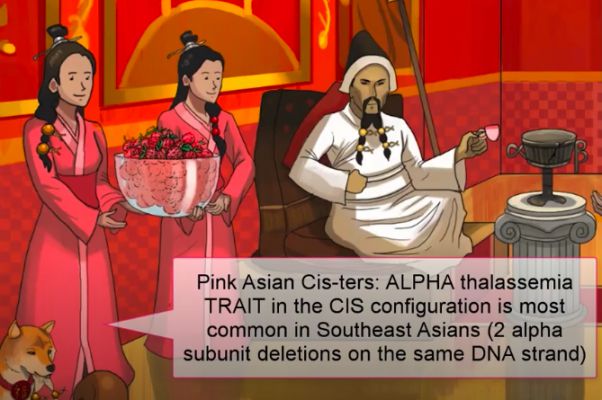 Pink Asian Cis-ters: ALPHA thalassemia
TRAIT in the CIS configuration is most
common in Southeast Asians (2 alpha
subunit deletions on the same DNA strand)